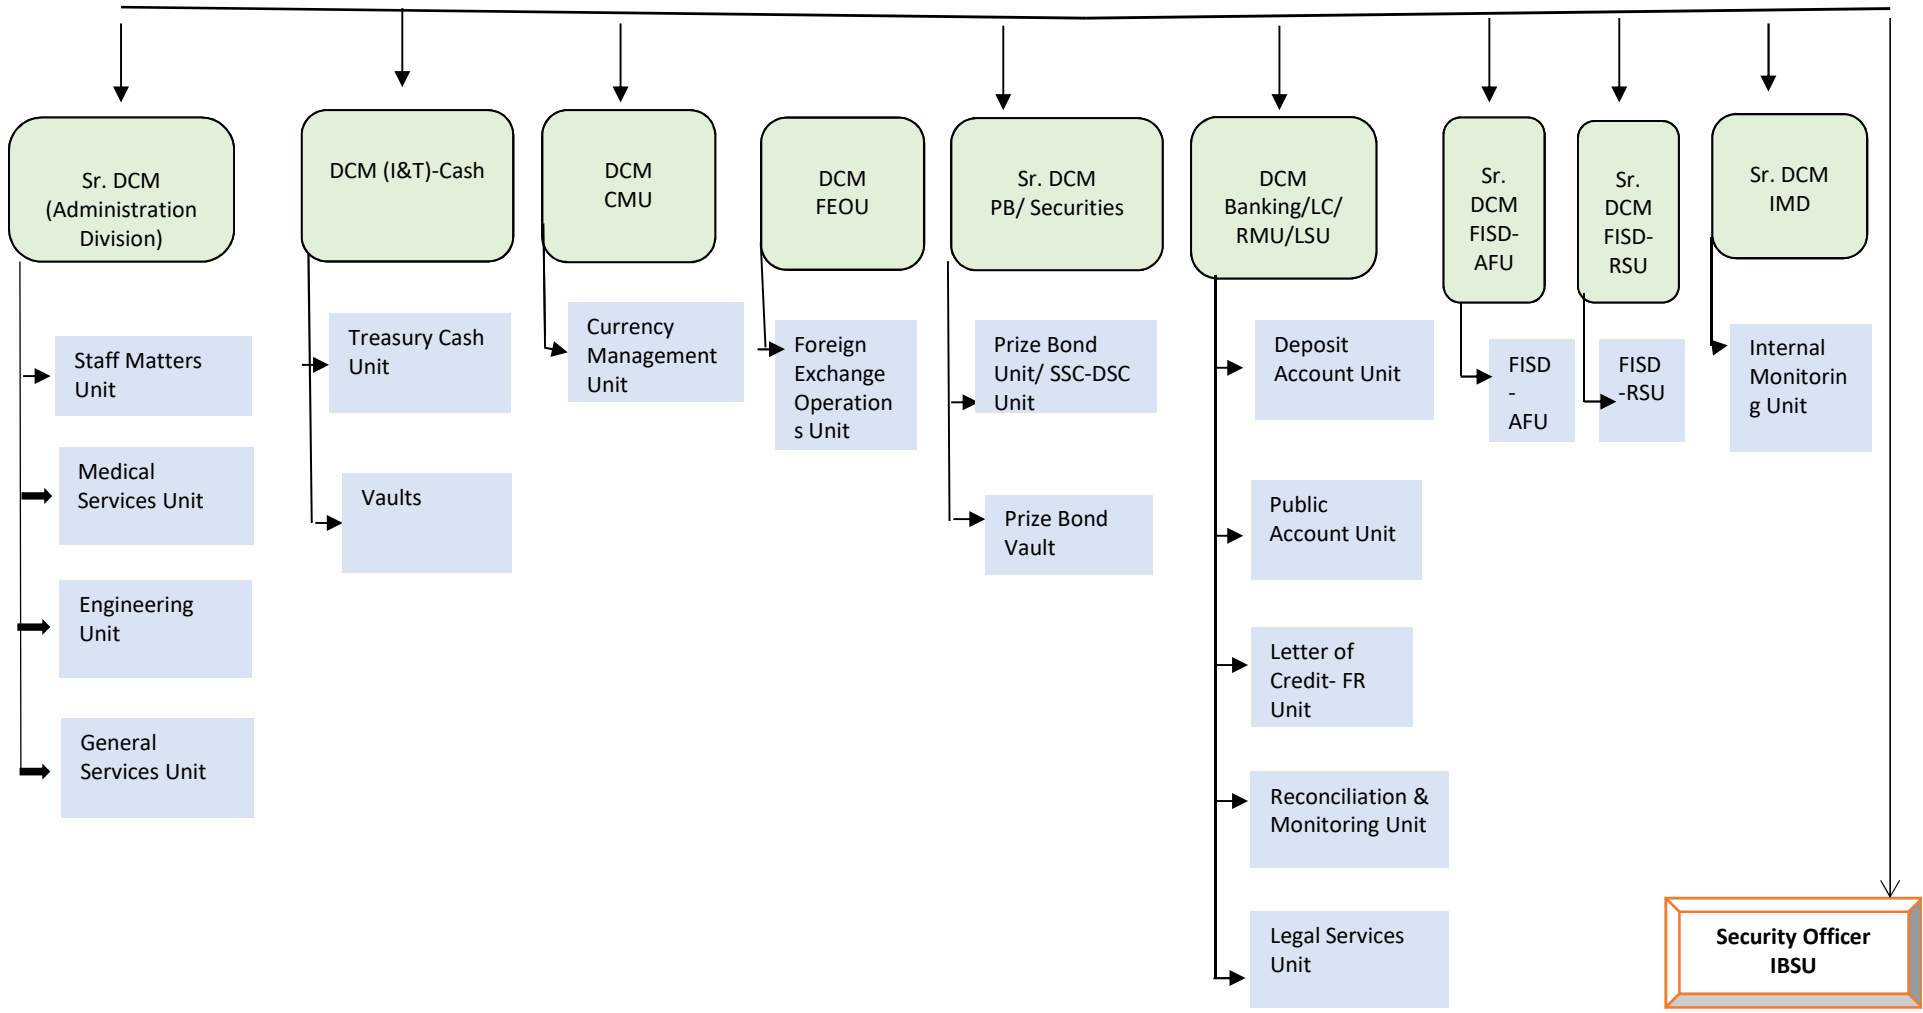 Sr. DCM
(Administration
Division)
DCM (I&T)-Cash
DCM
CMU
DCM
FEOU
Sr. DCM
PB/ Securities
DCM
Banking/LC/
RMU/LSU
Sr.
DCM
FISD-
AFU
Sr.
DCM
FISD-
RSU
Sr. DCM
IMD
Staff Matters
Unit
Medical
Services Unit
Engineering
Unit
General
Services Unit
Treasury Cash
Unit
Vaults
Currency
Management
Unit
Foreign
Exchange
Operation
s Unit
Prize Bond
Unit/ SSC-DSC
Unit
Prize Bond
Vault
Deposit
Account Unit
Public
Account Unit
Letter of
Credit- FR
Unit
Reconciliation &
Monitoring Unit
Legal Services
Unit
FISD
-
AFU
FISD
-RSU
Internal
Monitorin
g Unit
Security Officer
IBSU